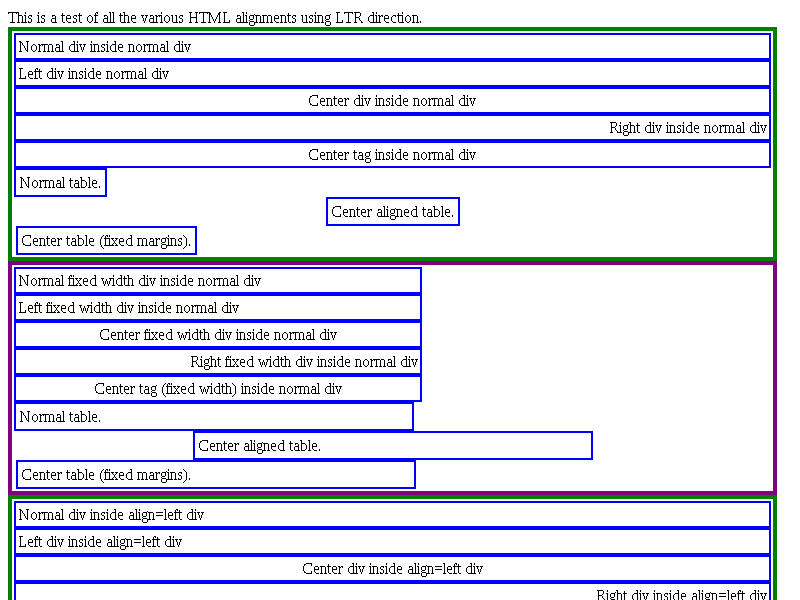 This is a test of all the various HTML alignments using LTR direction.
Normal div inside normal div
Left div inside normal div
Center div inside normal div
Right div inside normal div
Center tag inside normal div
Normal table.
Center aligned table.
Center table (fixed margins).
Normal fixed width div inside normal div
Left fixed width div inside normal div
Center fixed width div inside normal div
Right fixed width div inside normal div
Center tag (fixed width) inside normal div
Normal table.
Center aligned table.
Center table (fixed margins).
Normal div inside align=left div
Left div inside align=left div
Center div inside align=left div
Right div inside align=left div